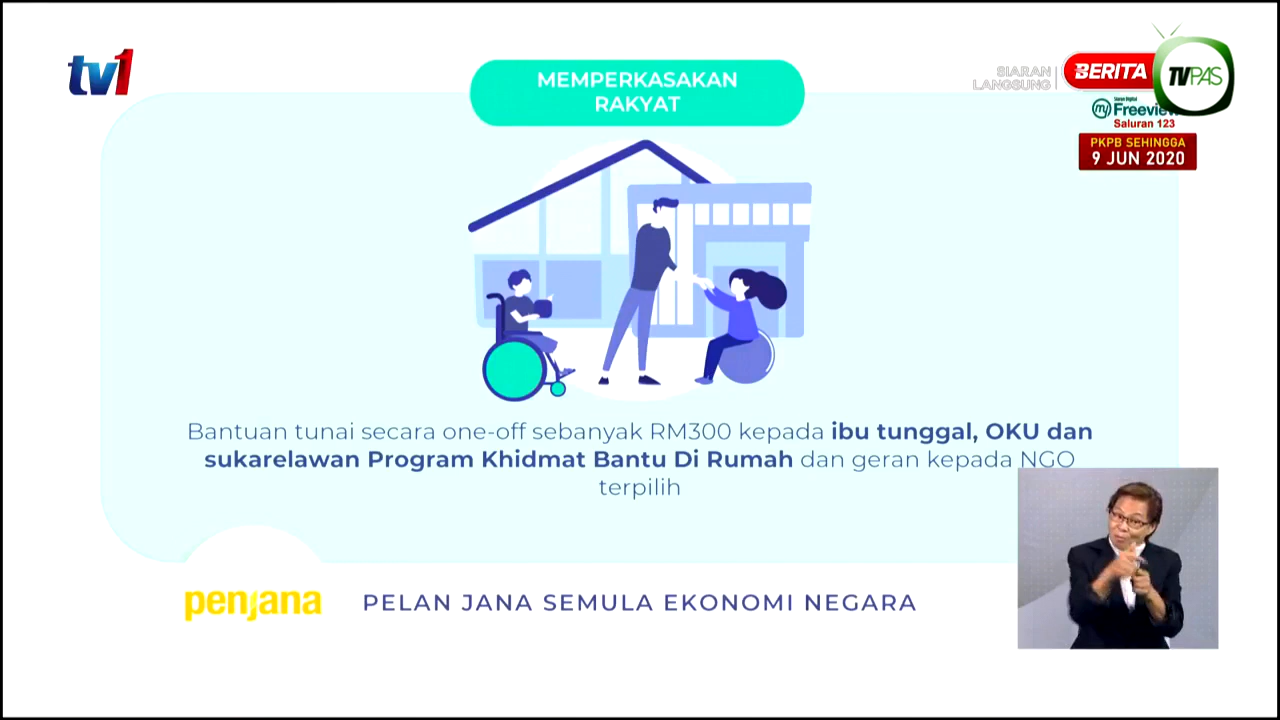 tv1
MEMPERKASAKAN
RAKYAT
SIARAN
LANGSUNG
BERITA
TVPAS
my Freeview
Saluran 123
PKPB SEHINGGA
9 JUN 2020
Bantuan tunai secara one-off sebanyak RM300 kepada ibu tunggal, OKU dan
sukarelawan Program Khidmat Bantu Di Rumah dan geran kepada NGO
terpilih
penjana
PELAN JANA SEMULA EKONOMI NEGARA